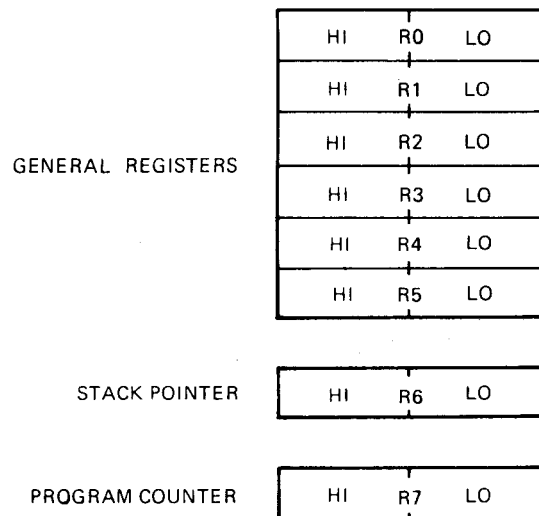 HI R0 LO
HI R1 LO
HI R2 LO
GENERAL REGISTERS
HI R3 LO
HI R4 LO
HI R5 LO
STACK POINTER HI R6 LO
PROGRAM COUNTER HI R7 LO